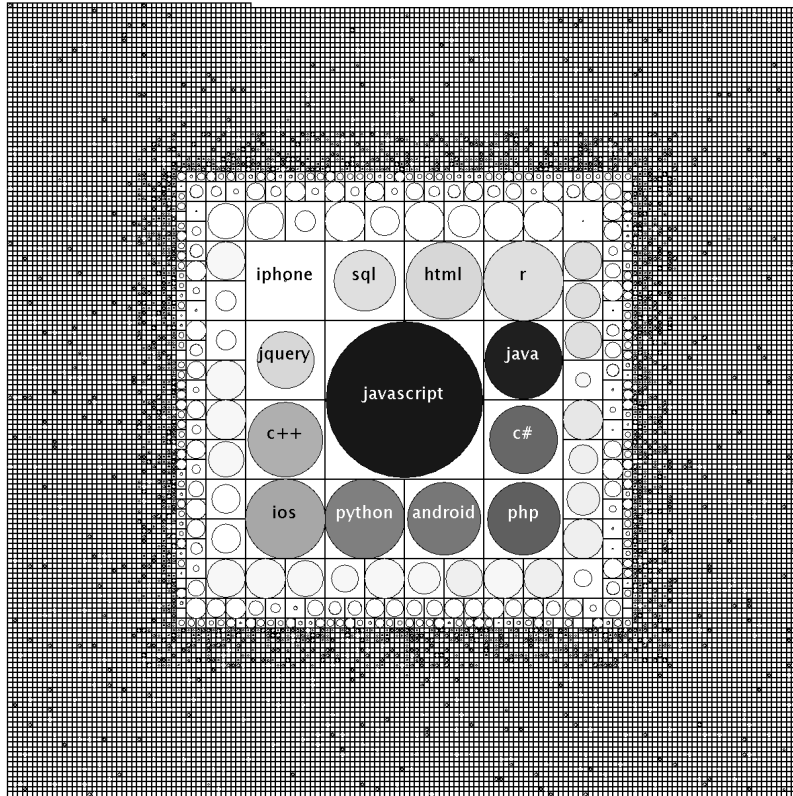 iphone
sql
html
r
jquery
javascript
java
c++
c#
ios
python
android
php